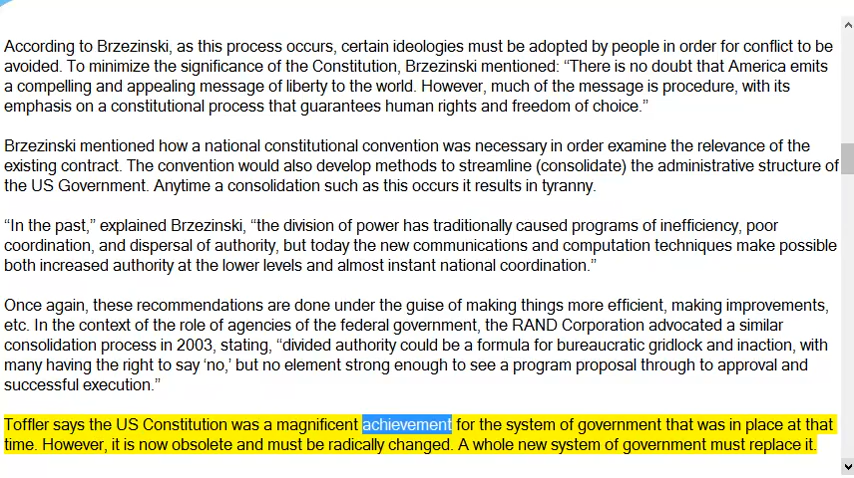 According to Brzezinski, as this process occurs, certain ideologies must be adopted by people in order for conflict to be
avoided. To minimize the significance of the Constitution, Brzezinski mentioned: “There is no doubt that America emits
a compelling and appealing message of liberty to the world. However, much of the message is procedure, with its
emphasis on a constitutional process that guarantees human rights and freedom of choice.”
Brzezinski mentioned how a national constitutional convention was necessary in order examine the relevance of the
existing contract. The convention would also develop methods to streamline (consolidate) the administrative structure of
the US Government. Anytime a consolidation such as this occurs it results in tyranny.
“In the past,” explained Brzezinski, “the division of power has traditionally caused programs of inefficiency, poor
coordination, and dispersal of authority, but today the new communications and computation techniques make possible
both increased authority at the lower levels and almost instant national coordination.”
Once again, these recommendations are done under the guise of making things more efficient, making improvements,
etc. In the context of the role of agencies of the federal government, the RAND Corporation advocated a similar
consolidation process in 2003, stating, “divided authority could be a formula for bureaucratic gridlock and inaction, with
many having the right to say ‘no,’ but no element strong enough to see a program proposal through to approval and
successful execution.”
Toffler says the US Constitution was a magnificent achievement for the system of government that was in place at that
time. However, it is now obsolete and must be radically changed. A whole new system of government must replace it.